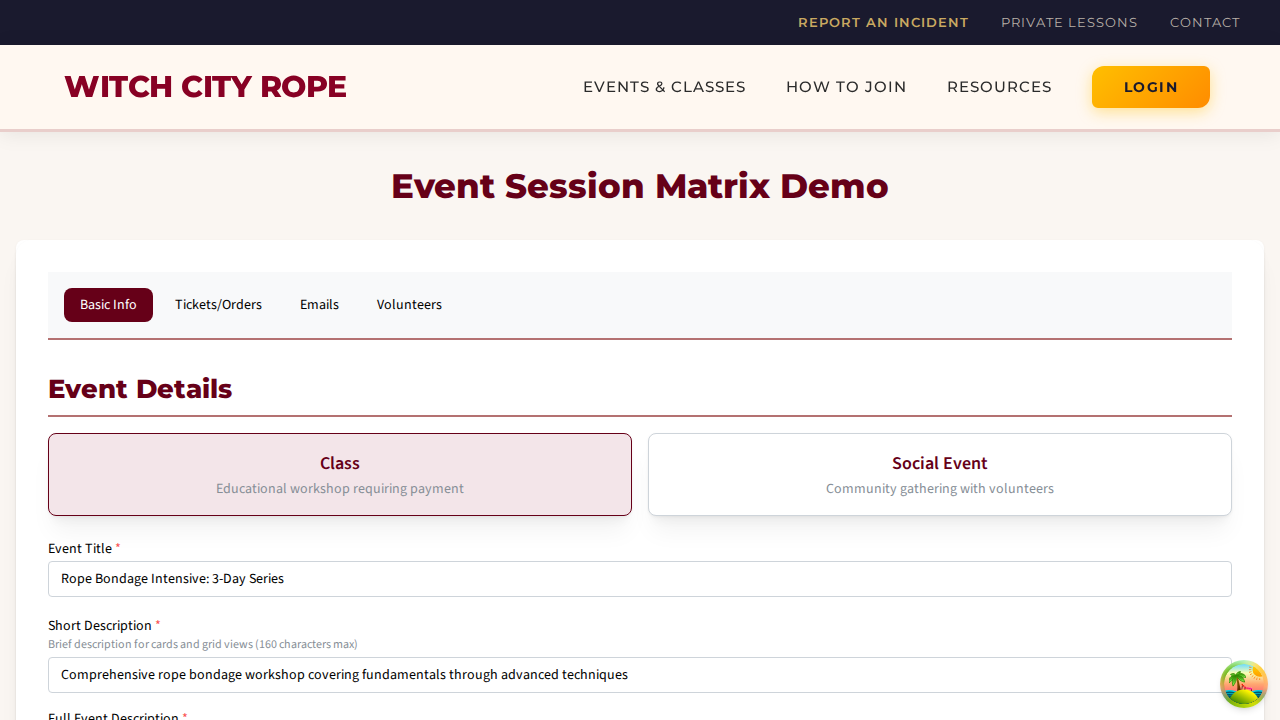 REPORT AN INCIDENT PRIVATE LESSONS CONTACT
WITCH CITY ROPE EVENTS & CLASSES HOW TO JOIN RESOURCES LOGIN
Event Session Matrix Demo
Basic Info Tickets/Orders Emails Volunteers
Event Details
Class
Educational workshop requiring payment
Social Event
Community gathering with volunteers
Event Title *
Rope Bondage Intensive: 3-Day Series
Short Description *
Brief description for cards and grid views (160 characters max)
Comprehensive rope bondage workshop covering fundamentals through advanced techniques
Full Event Description *